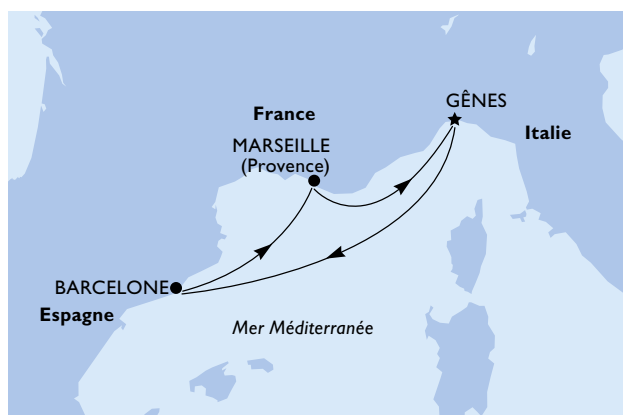 GÊNES
France
Italie
MARSEILLE
(Provence)
BARCELONE
Espagne
Mer Méditerranée